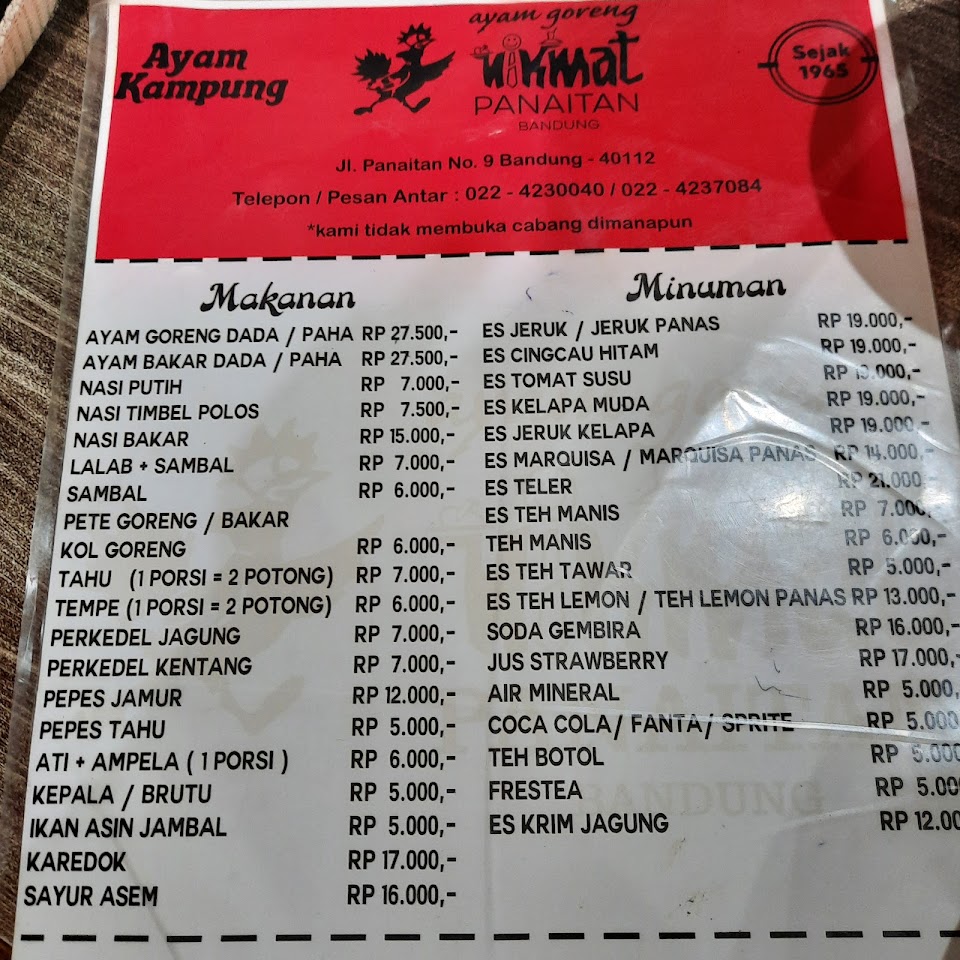 Ayam Kampung
ayam goreng
nikmat
PANAITAN
BANDUNG
Sejak
1965
Jl. Panaitan No. 9 Bandung - 40112
Telepon / Pesan Antar : 022 - 4230040 / 022 - 4237084
*kami tidak membuka cabang dimanapun
Makanan
AYAM GORENG DADA / PAHA RP 27.500,-
AYAM BAKAR DADA / PAHA RP 27.500,-
NASI PUTIH RP 7.000,-
NASI TIMBEL POLOS RP 7.500,-
NASI BAKAR RP 15.000,-
LALAB + SAMBAL RP 7.000,-
SAMBAL RP 6.000,-
PETE GORENG / BAKAR
KOL GORENG RP 6.000,-
TAHU (1 PORSI = 2 POTONG) RP 7.000,-
TEMPE (1 PORSI = 2 POTONG) RP 6.000,-
PERKEDEL JAGUNG RP 7.000,-
PERKEDEL KENTANG RP 7.000,-
PEPES JAMUR RP 12.000,-
PEPES TAHU RP 5.000,-
ATI + AMPELA ( 1 PORSI ) RP 6.000,-
KEPALA / BRUTU RP 5.000,-
IKAN ASIN JAMBAL RP 5.000,-
KAREDOK RP 17.000,-
SAYUR ASEM RP 16.000,-
Minuman
ES JERUK / JERUK PANAS RP 19.000,-
ES CINGCAU HITAM RP 19.000,-
ES TOMAT SUSU RP
ES KELAPA MUDA RP 19.000,-
ES JERUK KELAPA RP 19.000,-
ES MARQUISA / MARQUISA PANAS RP 14.000,-
ES TELER RP 21.000,-
ES TEH MANIS RP 7.000,
TEH MANIS RP 6.000,-
ES TEH TAWAR RP 5.000,-
ES TEH LEMON / TEH LEMON PANAS RP 13.000,-
SODA GEMBIRA RP 16.000,-
JUS STRAWBERRY RP 17.000,-
AIR MINERAL RP 5.000,
COCA COLA/ FANTA/ SPRITE RP 5.000
TEH BOTOL RP 5.000
FRESTEA RP 5.00
ES KRIM JAGUNG RP 12.00